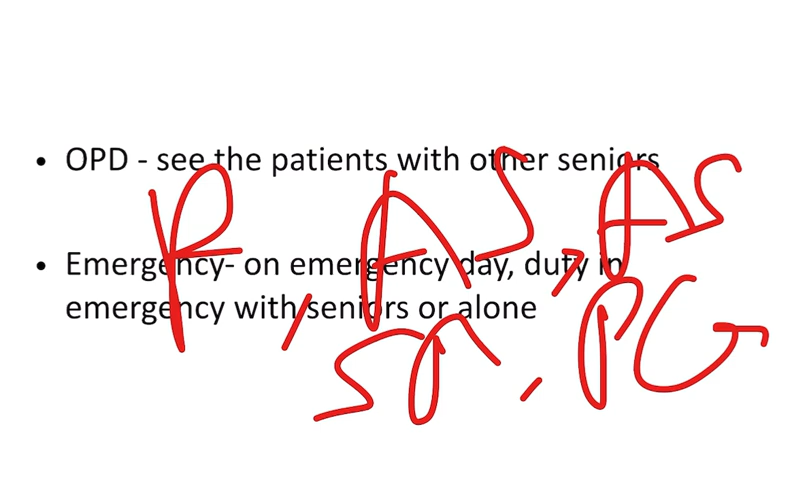 • OPD - see the patients with other seniors
• Emergency- on emergency day, duty in
emergency with seniors or alone
P, AS, AS
SR, PG